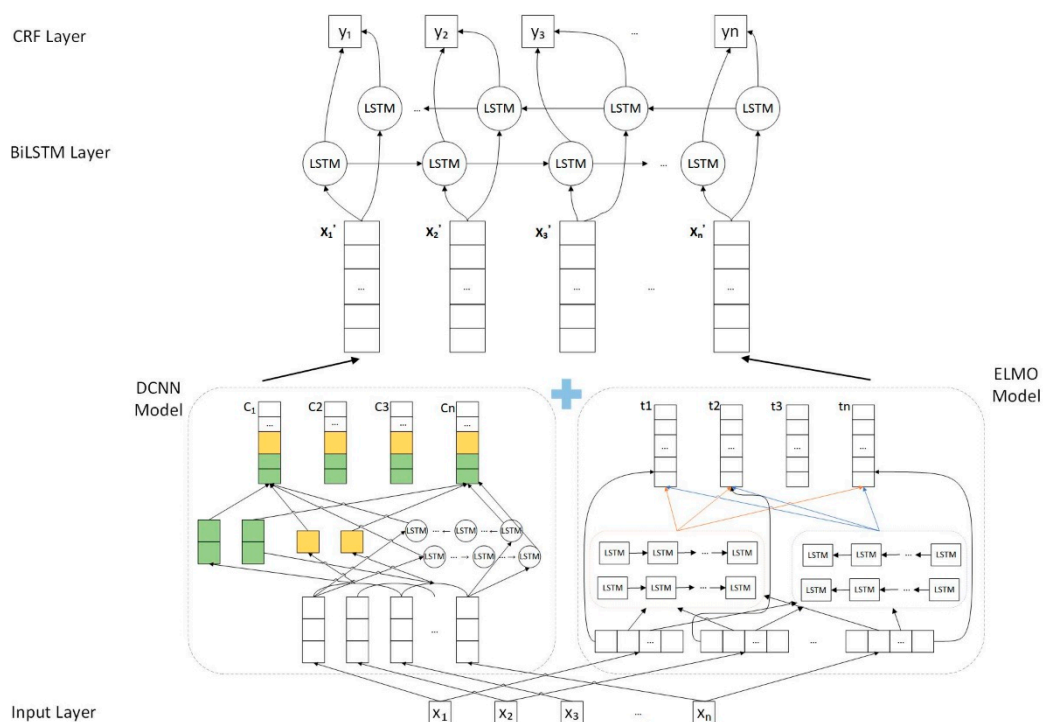 CRF Layer
y₁ y₂ y₃ ... yn
LSTM ... LSTM LSTM LSTM
BiLSTM Layer
LSTM LSTM LSTM ... LSTM
X₁' X₂' X₃' Xn'
... ... ... ... ...
DCNN
Model
ELMO
Model
C₁ C2 C3 Cn
... ... ... ...
t1 t2 t3 tn
... ... ... ...
LSTM ... LSTM ... LSTM
LSTM ... LSTM ... LSTM
LSTM LSTM ... LSTM
LSTM LSTM ... LSTM
LSTM LSTM ... LSTM
LSTM LSTM ... LSTM
...
... ... ... ...
Input Layer
X₁ X₂ X₃ ... Xn